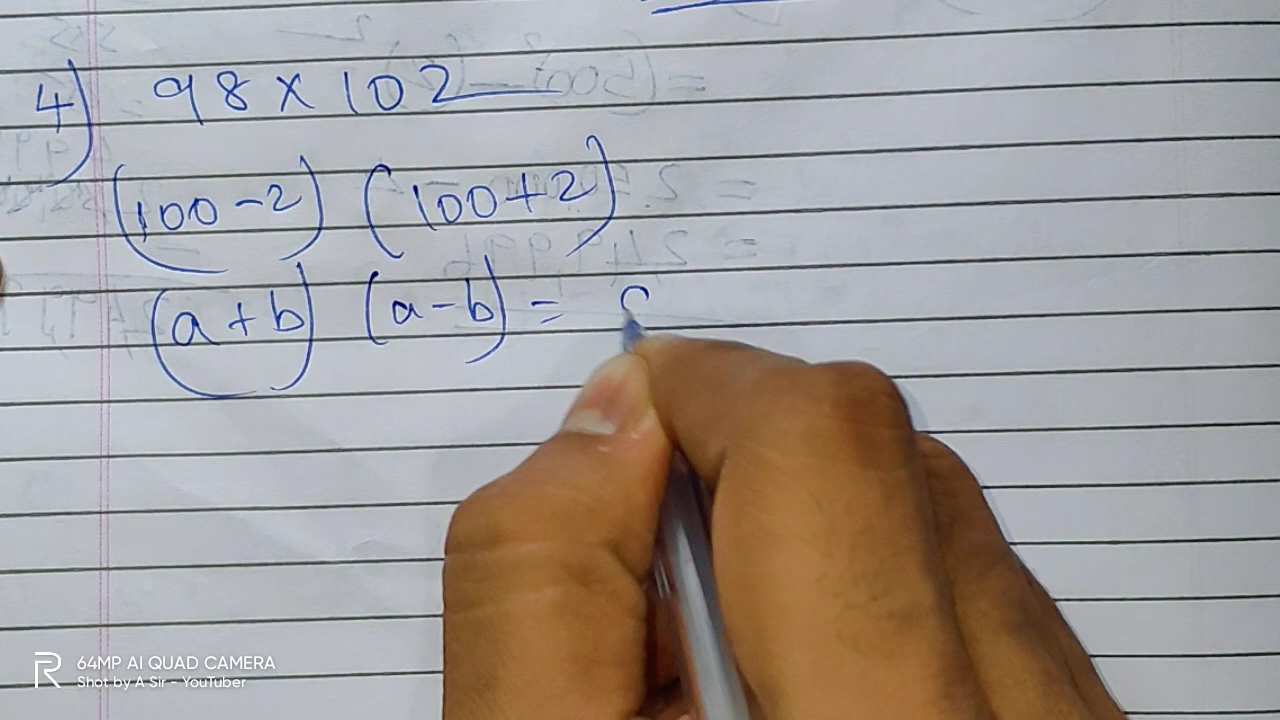 4) 98 × 102
(100 - 2) (100 + 2)
(a + b) (a - b) =
64MP AI QUAD CAMERA
Shot by A Sir - YouTuber